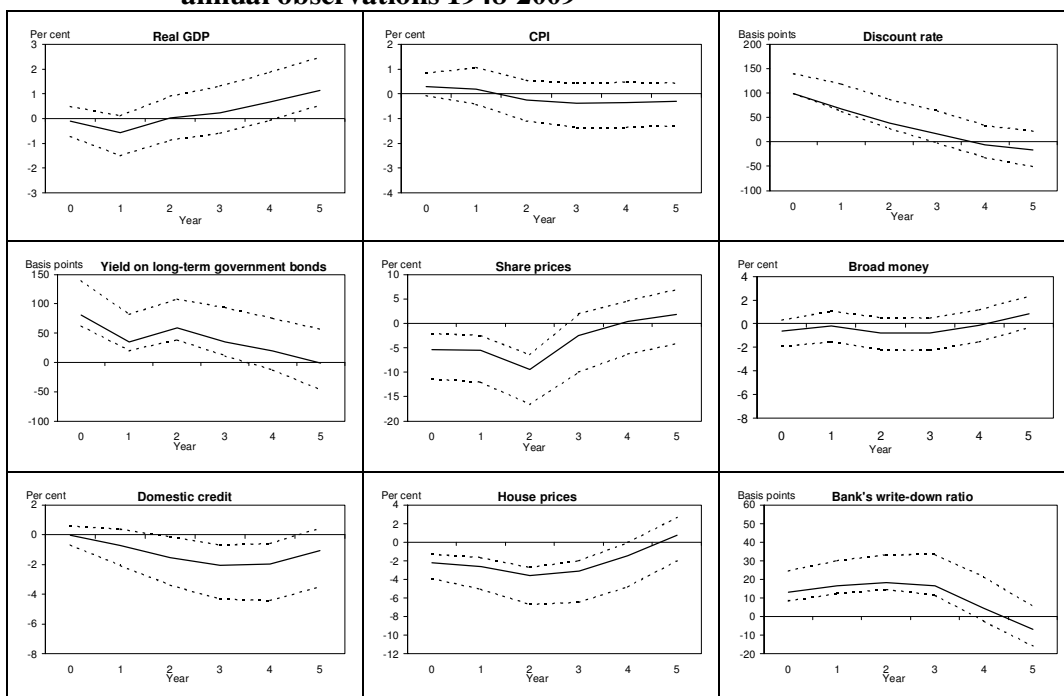 annual observations 1948-2009
Per cent
Real GDP
3
2
1
0
-1
-2
-3
0 1 2 3 4 5
Year
Per cent
CPI
2
1
0
-1
-2
-3
-4
0 1 2 3 4 5
Year
Basis points
Discount rate
200
150
100
50
0
-50
-100
0 1 2 3 4 5
Year
Basis points
Yield on long-term government bonds
150
100
50
0
-50
-100
0 1 2 3 4 5
Year
Per cent
Share prices
10
5
0
-5
-10
-15
-20
0 1 2 3 4 5
Year
Per cent
Broad money
4
2
0
-2
-4
-6
-8
0 1 2 3 4 5
Year
Per cent
Domestic credit
2
0
-2
-4
-6
-8
0 1 2 3 4 5
Year
Per cent
House prices
4
2
0
-2
-4
-6
-8
-10
-12
0 1 2 3 4 5
Year
Basis points
Bank's write-down ratio
60
50
40
30
20
10
0
-10
-20
0 1 2 3 4 5
Year